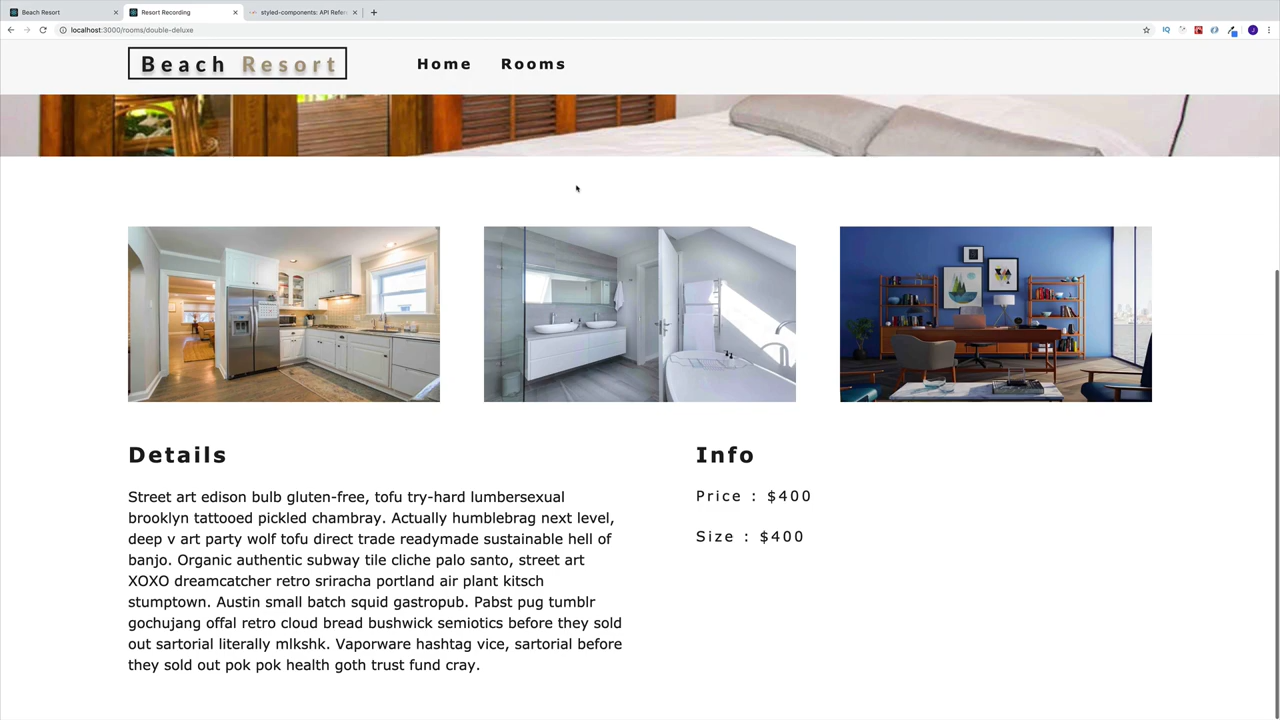 Beach Resort
Resort Recording
styled-components: API Refer
localhost:3000/rooms/double-deluxe
Beach Resort
Home
Rooms
Details
Street art edison bulb gluten-free, tofu try-hard lumbersexual
brooklyn tattooed pickled chambray. Actually humblebrag next level,
deep v art party wolf tofu direct trade readymade sustainable hell of
banjo. Organic authentic subway tile cliche palo santo, street art
XOXO dreamcatcher retro sriracha portland air plant kitsch
stumptown. Austin small batch squid gastropub. Pabst pug tumblr
gochujang offal retro cloud bread bushwick semiotics before they sold
out sartorial literally mlkshk. Vaporware hashtag vice, sartorial before
they sold out pok pok health goth trust fund cray.
Info
Price : $400
Size : $400